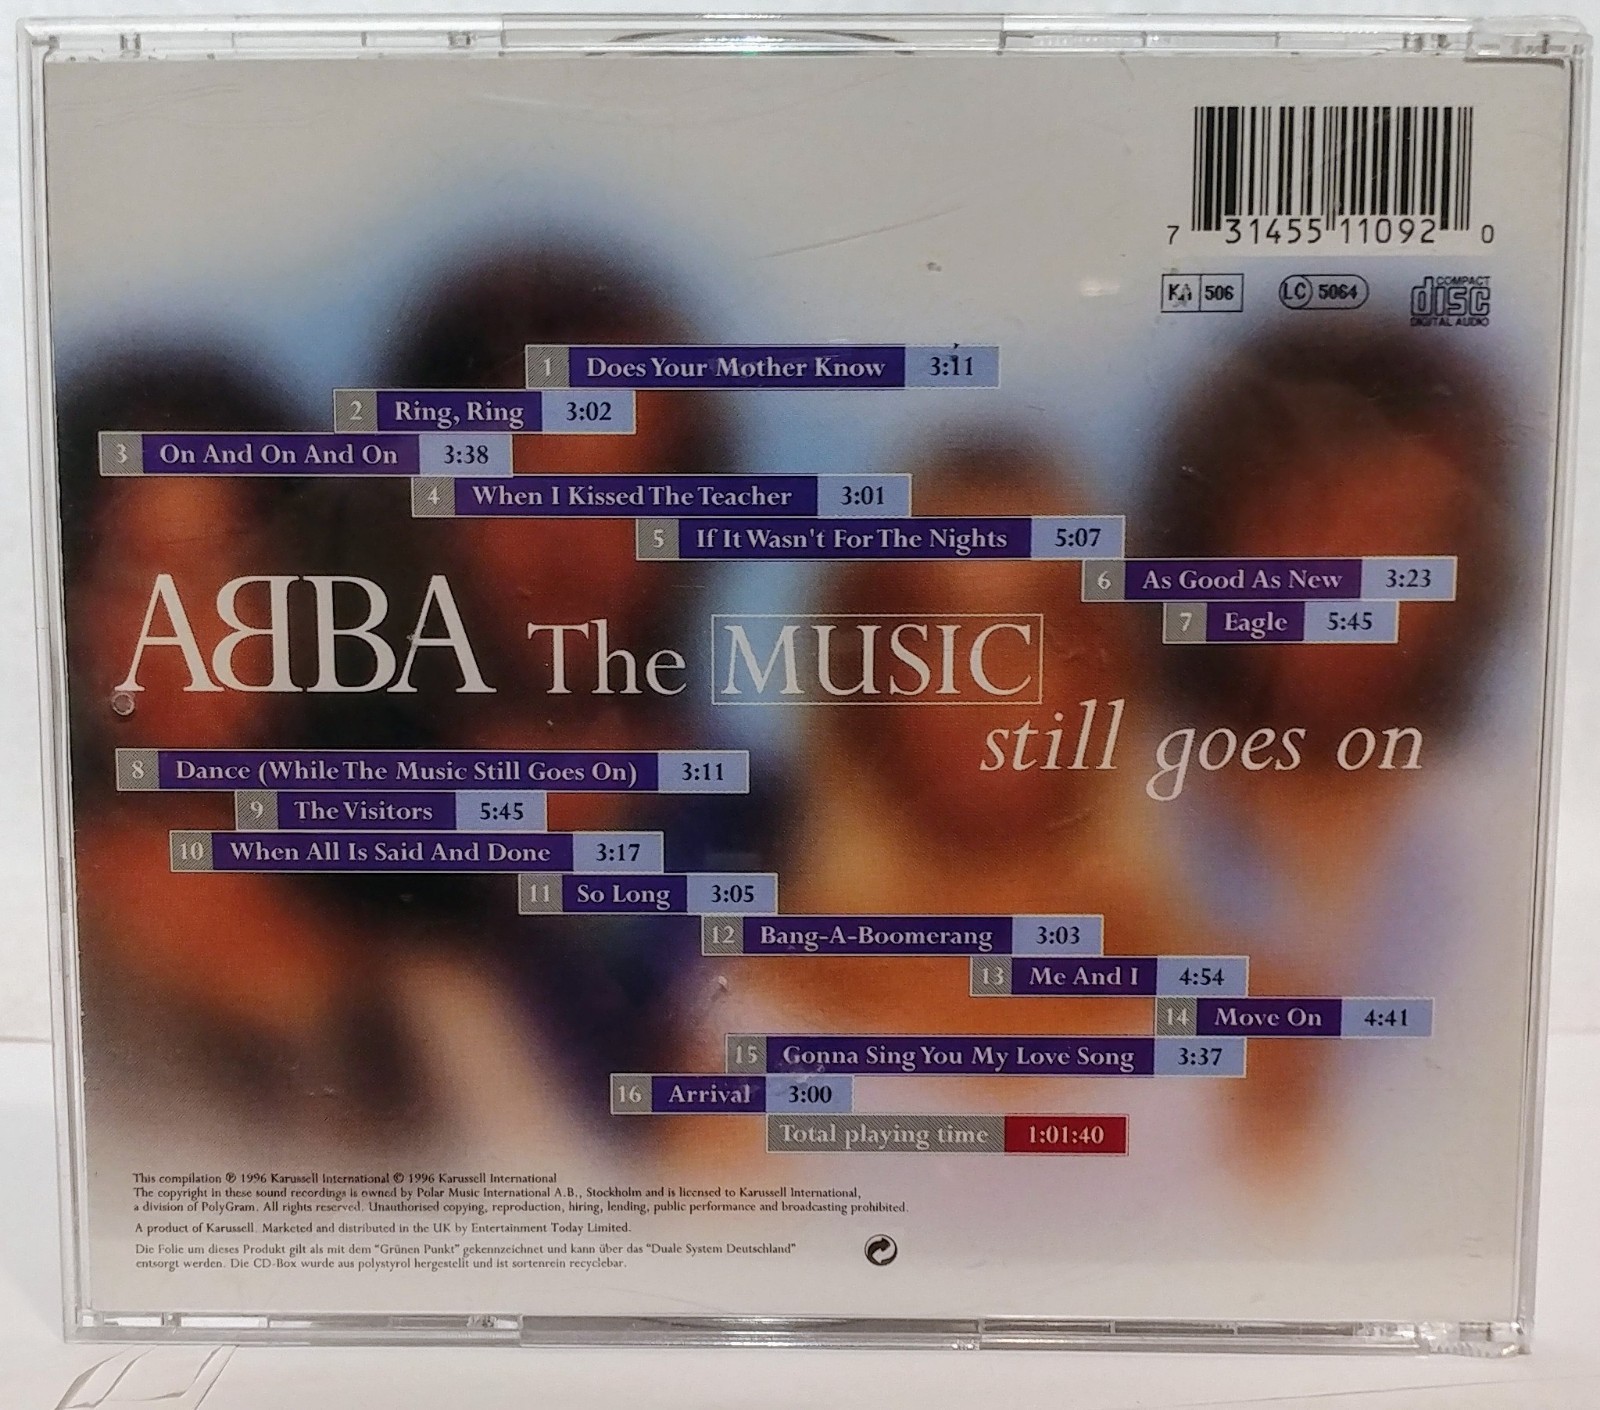 7 31455 11092 0
KA 506
LC 5064
COMPACT
disc
DIGITAL AUDIO
1 Does Your Mother Know 3:11
2 Ring, Ring 3:02
3 On And On And On 3:38
4 When I Kissed The Teacher 3:01
5 If It Wasn't For The Nights 5:07
6 As Good As New 3:23
7 Eagle 5:45
ABBA The MUSIC
still goes on
8 Dance (While The Music Still Goes On) 3:11
9 The Visitors 5:45
10 When All Is Said And Done 3:17
11 So Long 3:05
12 Bang-A-Boomerang 3:03
13 Me And I 4:54
14 Move On 4:41
15 Gonna Sing You My Love Song 3:37
16 Arrival 3:00
Total playing time 1:01:40
This compilation ℗ 1996 Karussell International © 1996 Karussell International
The copyright in these sound recordings is owned by Polar Music International A.B., Stockholm and is licensed to Karussell International,
a division of PolyGram. All rights reserved. Unauthorised copying, reproduction, hiring, lending, public performance and broadcasting prohibited.
A product of Karussell. Marketed and distributed in the UK by Entertainment Today Limited.
Die Folie um dieses Produkt gilt als mit dem "Grünen Punkt" gekennzeichnet und kann über das "Duale System Deutschland"
entsorgt werden. Die CD-Box wurde aus polystyrol hergestellt und ist sortenrein recyclebar.